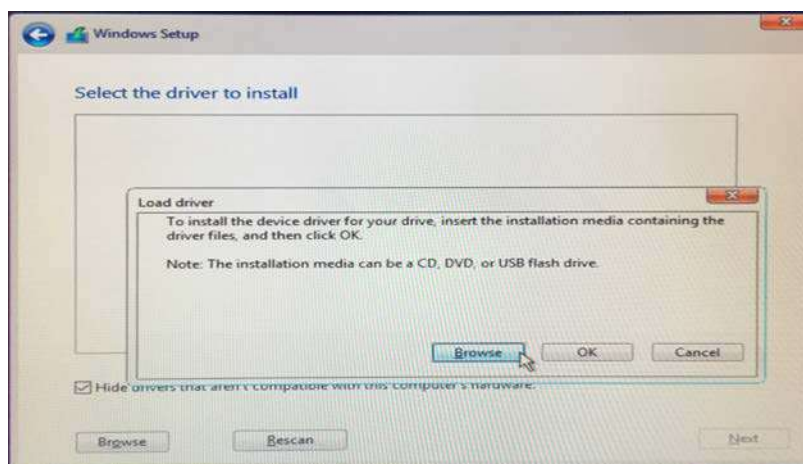 Windows Setup
Select the driver to install
Load driver
To install the device driver for your drive, insert the installation media containing the
driver files, and then click OK.
Note: The installation media can be a CD, DVD, or USB flash drive.
Browse
OK
Cancel
Hide drivers that aren't compatible with this computer's hardware.
Browse
Rescan
Next